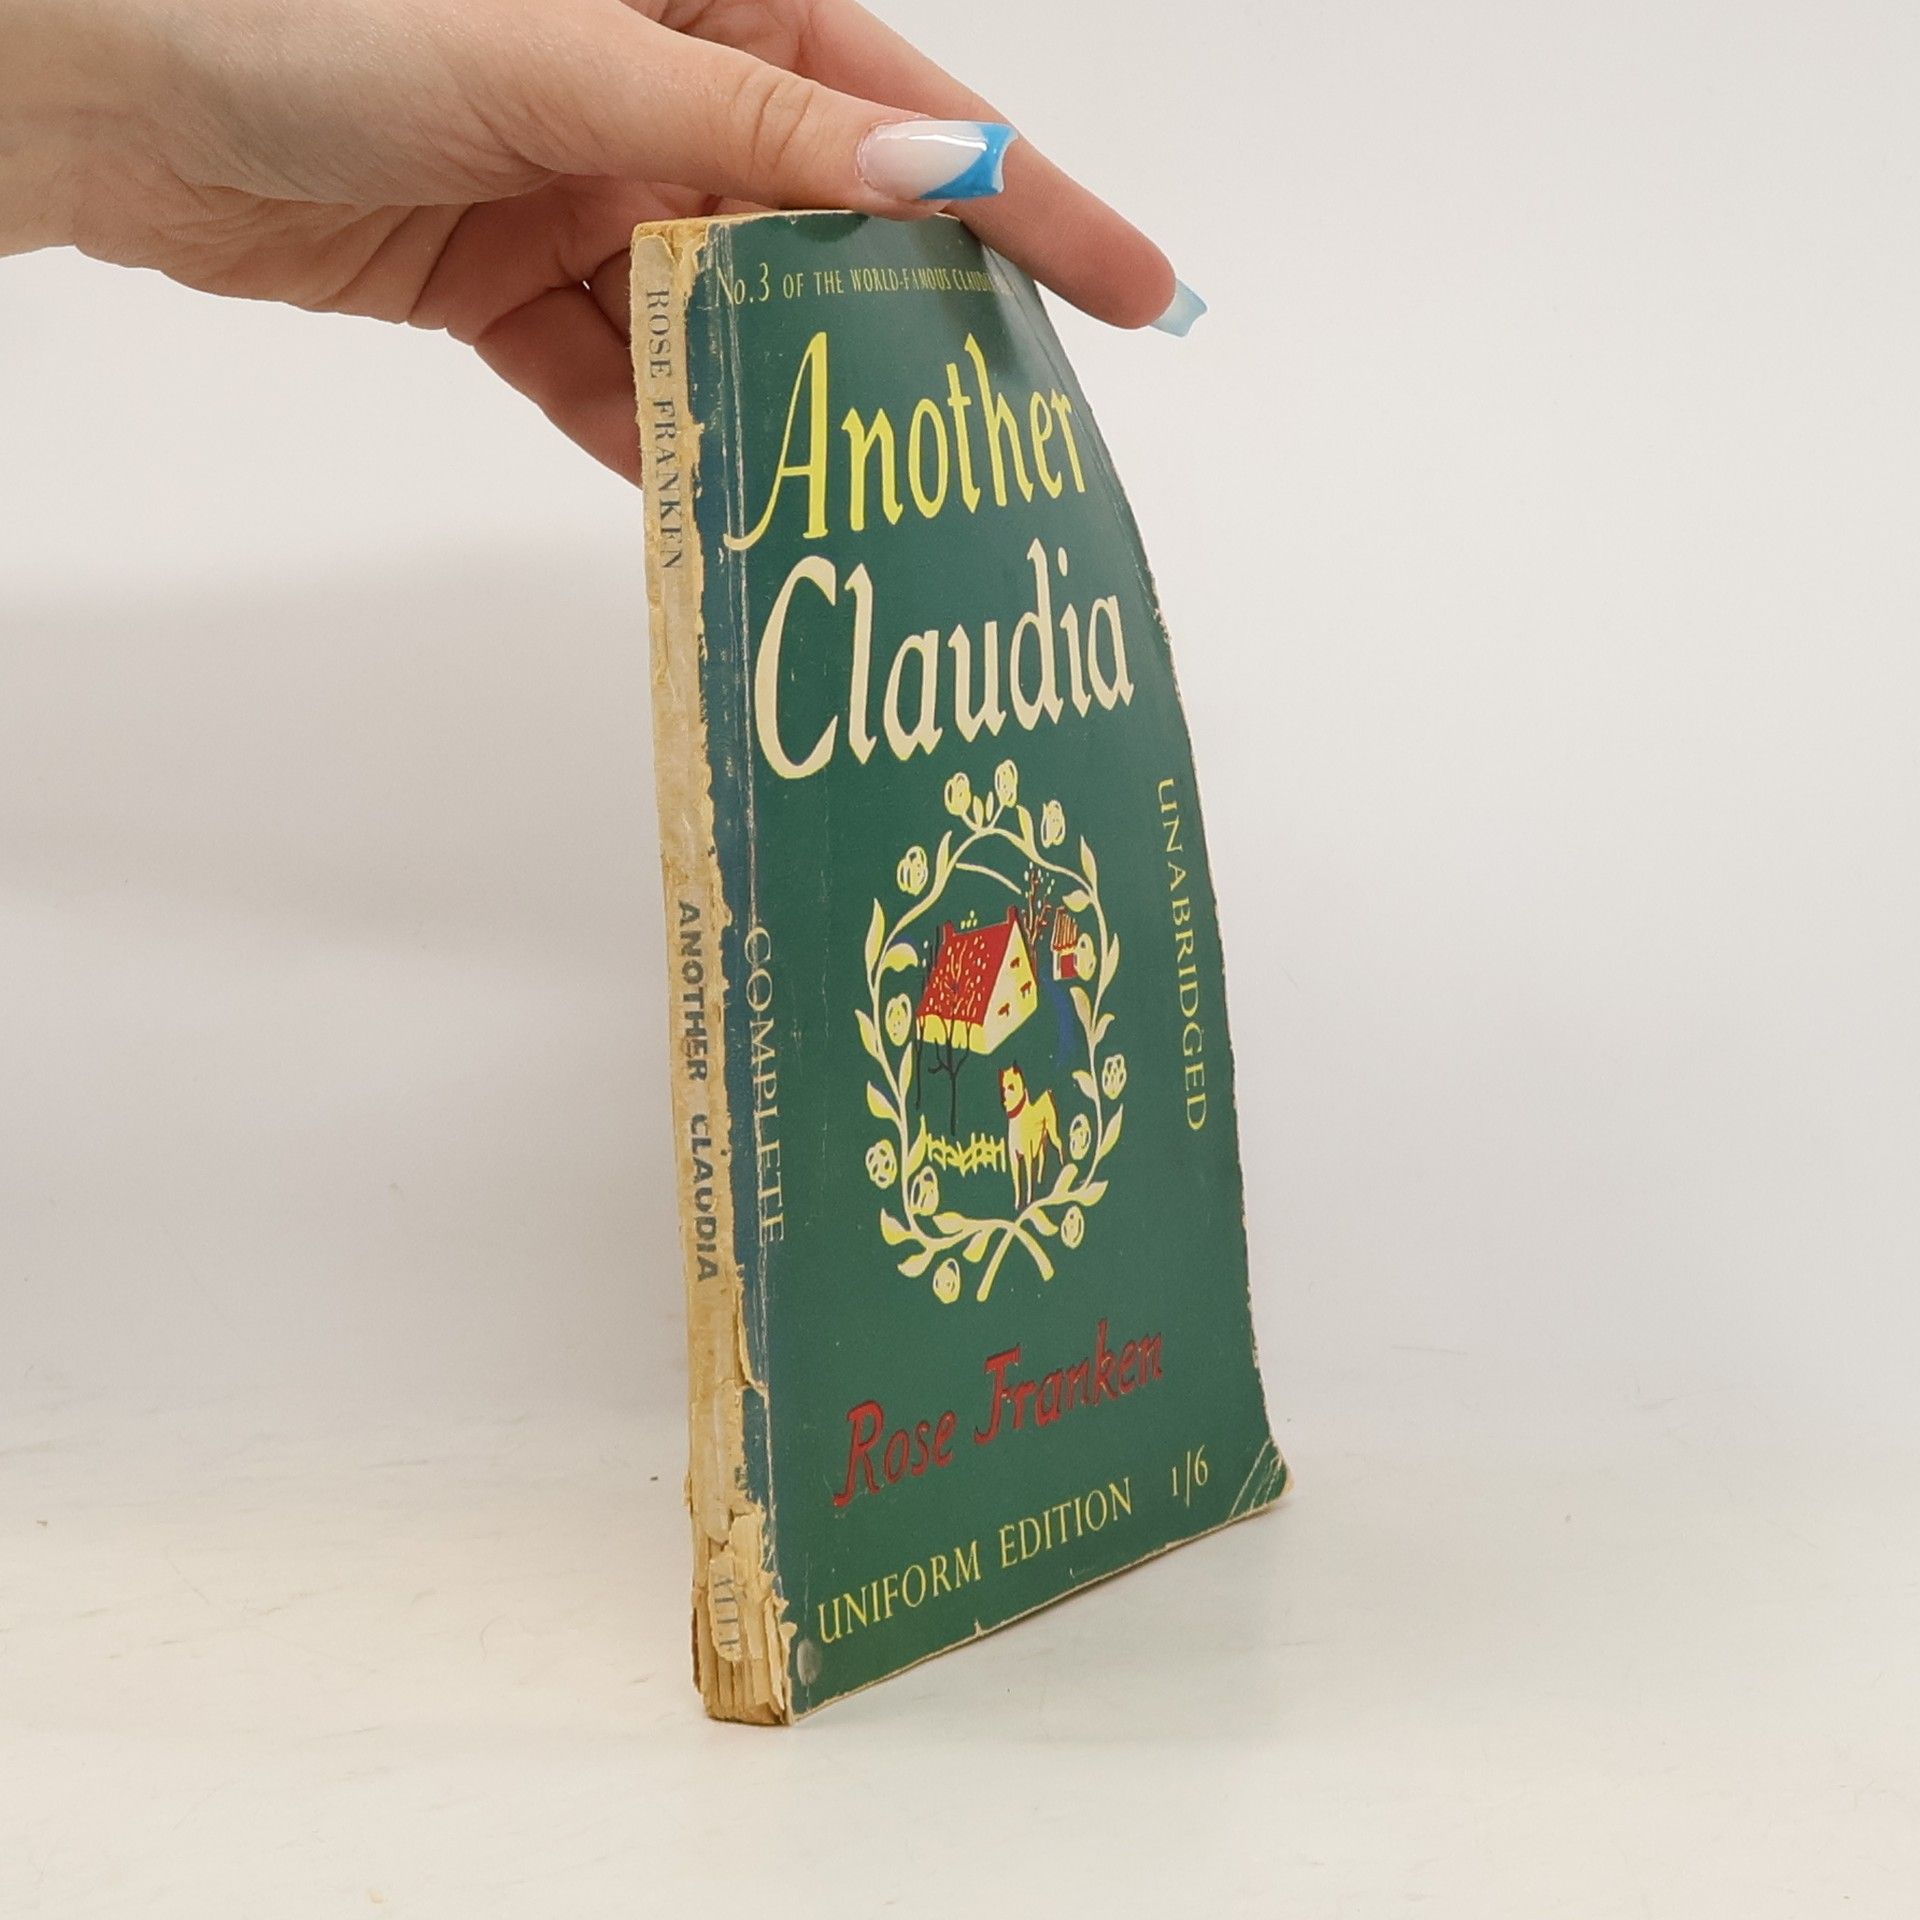 ROSE FRANKEN
ANOTHER CLAUDIA
No.3 OF THE WORLD-FAMOUS
Another
Claudia
COMPLETE
UNABRIDGED
Rose Franken
UNIFORM EDITION 1/6